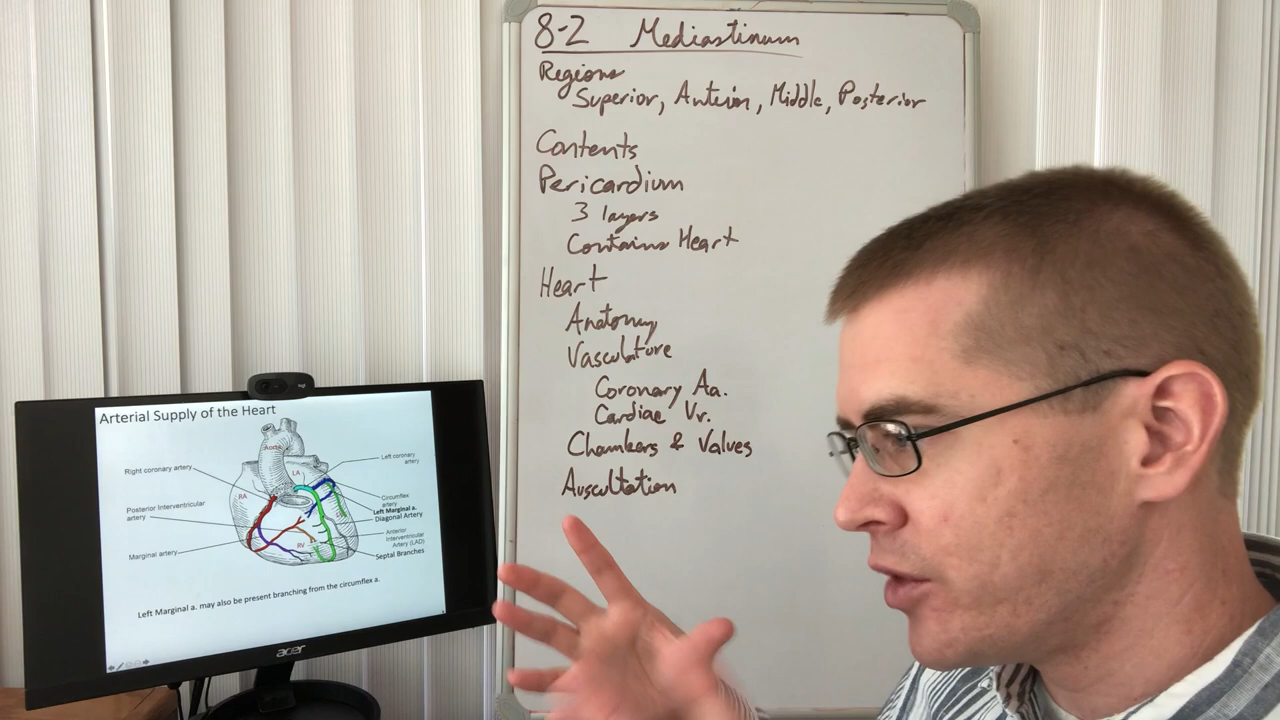 8-2 Mediastinum
Regions
Superior, Anterior, Middle, Posterior
Contents
Pericardium
3 layers
Contains Heart
Heart
Anatomy
Vasculature
Coronary Aa.
Cardiac Vv.
Chambers & Valves
Auscultation
Arterial Supply of the Heart
Aorta
Right coronary artery
Left coronary artery
LA
RA
Circumflex artery
Posterior Interventricular artery
Left Marginal a.
Diagonal Artery
Anterior Interventricular Artery (LAD)
RV
Marginal artery
Septal Branches
Left Marginal a. may also be present branching from the circumflex a.
acer